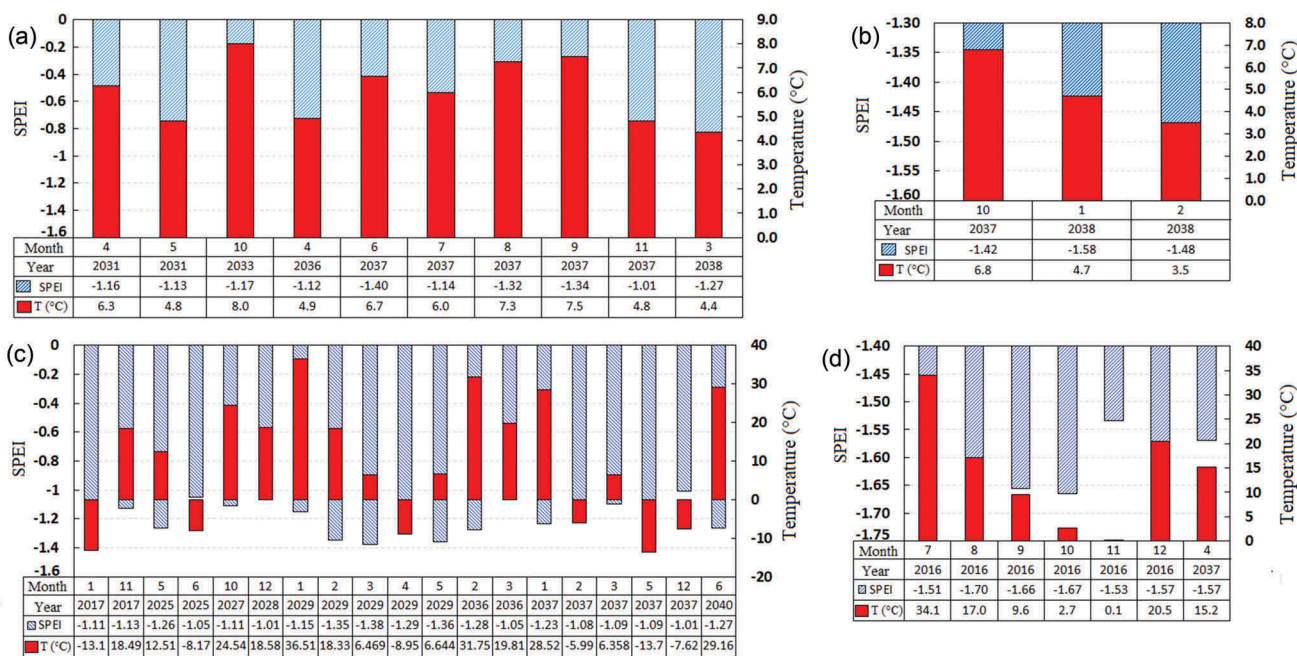 (a)
SPEI
0
-0.2
-0.4
-0.6
-0.8
-1
-1.2
-1.4
-1.6
9.0
8.0
7.0
6.0
5.0
4.0
3.0
2.0
1.0
0.0
Temperature (°C)
Month 4 5 10 4 6 7 8 9 11 3
Year 2031 2031 2033 2036 2037 2037 2037 2037 2037 2038
SPEI -1.16 -1.13 -1.17 -1.12 -1.40 -1.14 -1.32 -1.34 -1.01 -1.27
T (°C) 6.3 4.8 8.0 4.9 6.7 6.0 7.3 7.5 4.8 4.4
(b)
SPEI
-1.30
-1.35
-1.40
-1.45
-1.50
-1.55
-1.60
8.0
7.0
6.0
5.0
4.0
3.0
2.0
1.0
0.0
Temperature (°C)
Month 10 1 2
Year 2037 2038 2038
SPEI -1.42 -1.58 -1.48
T (°C) 6.8 4.7 3.5
(c)
SPEI
0
-0.2
-0.4
-0.6
-0.8
-1
-1.2
-1.4
-1.6
40
30
20
10
0
-10
-20
Temperature (°C)
Month 1 11 5 6 10 12 1 2 3 4 5 2 3 1 2 3 5 12 6
Year 2017 2017 2025 2025 2027 2028 2029 2029 2029 2029 2029 2036 2036 2037 2037 2037 2037 2037 2040
SPEI -1.11 -1.13 -1.26 -1.05 -1.11 -1.01 -1.15 -1.35 -1.38 -1.29 -1.36 -1.28 -1.05 -1.23 -1.08 -1.09 -1.09 -1.01 -1.27
T (°C) -13.1 18.49 12.51 -8.17 24.54 18.58 36.51 18.33 6.469 -8.95 6.644 31.75 19.81 28.52 -5.99 6.358 -13.7 -7.62 29.16
(d)
SPEI
-1.40
-1.45
-1.50
-1.55
-1.60
-1.65
-1.70
-1.75
40
35
30
25
20
15
10
5
0
Temperature (°C)
Month 7 8 9 10 11 12 4
Year 2016 2016 2016 2016 2016 2016 2037
SPEI -1.51 -1.70 -1.66 -1.67 -1.53 -1.57 -1.57
T (°C) 34.1 17.0 9.6 2.7 0.1 20.5 15.2